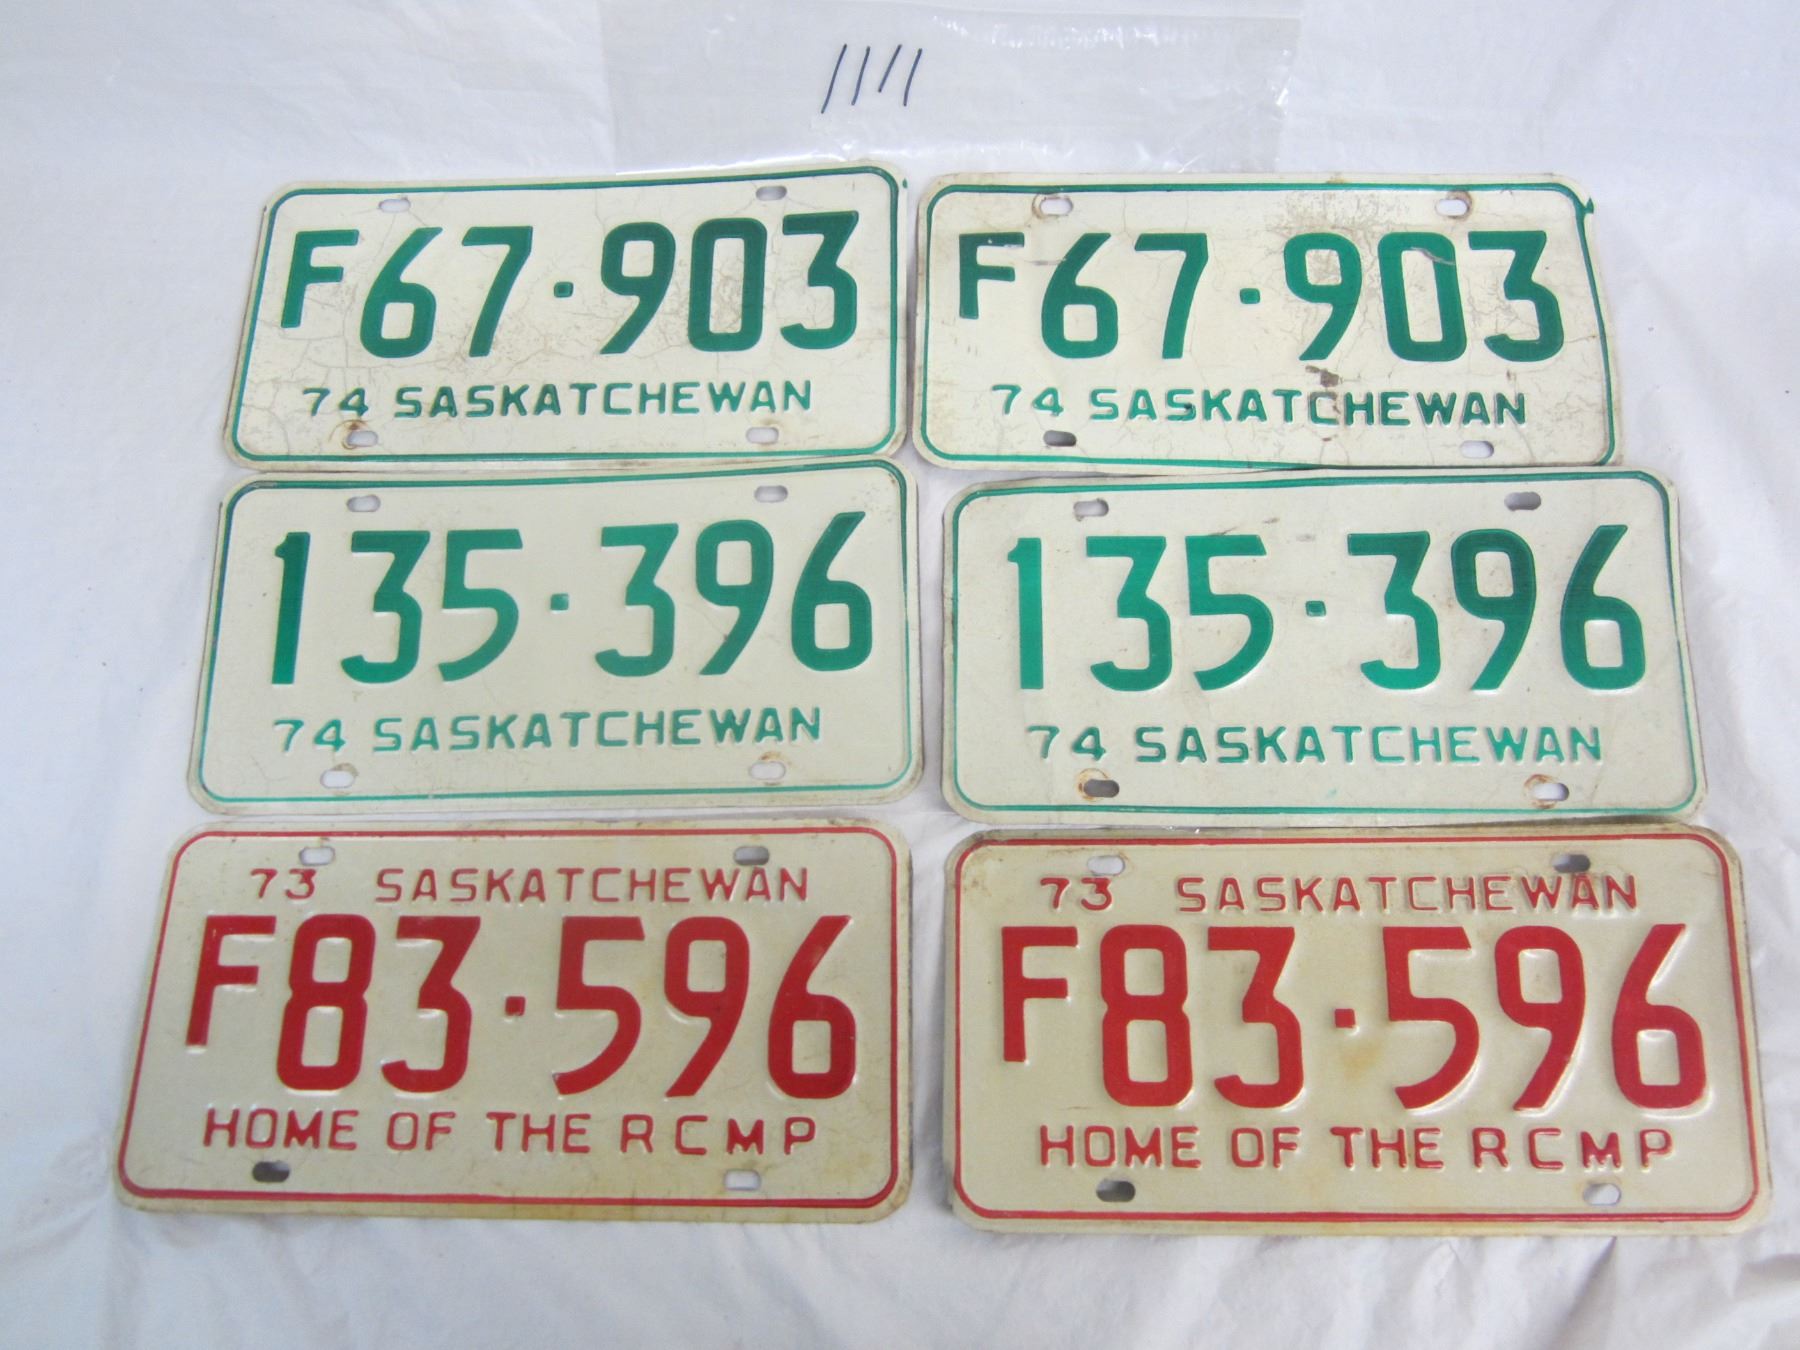 1111
F67·903
74 SASKATCHEWAN
F67·903
74 SASKATCHEWAN
135·396
74 SASKATCHEWAN
135·396
74 SASKATCHEWAN
73 SASKATCHEWAN
F83·596
HOME OF THE RCMP
73 SASKATCHEWAN
F83·596
HOME OF THE RCMP